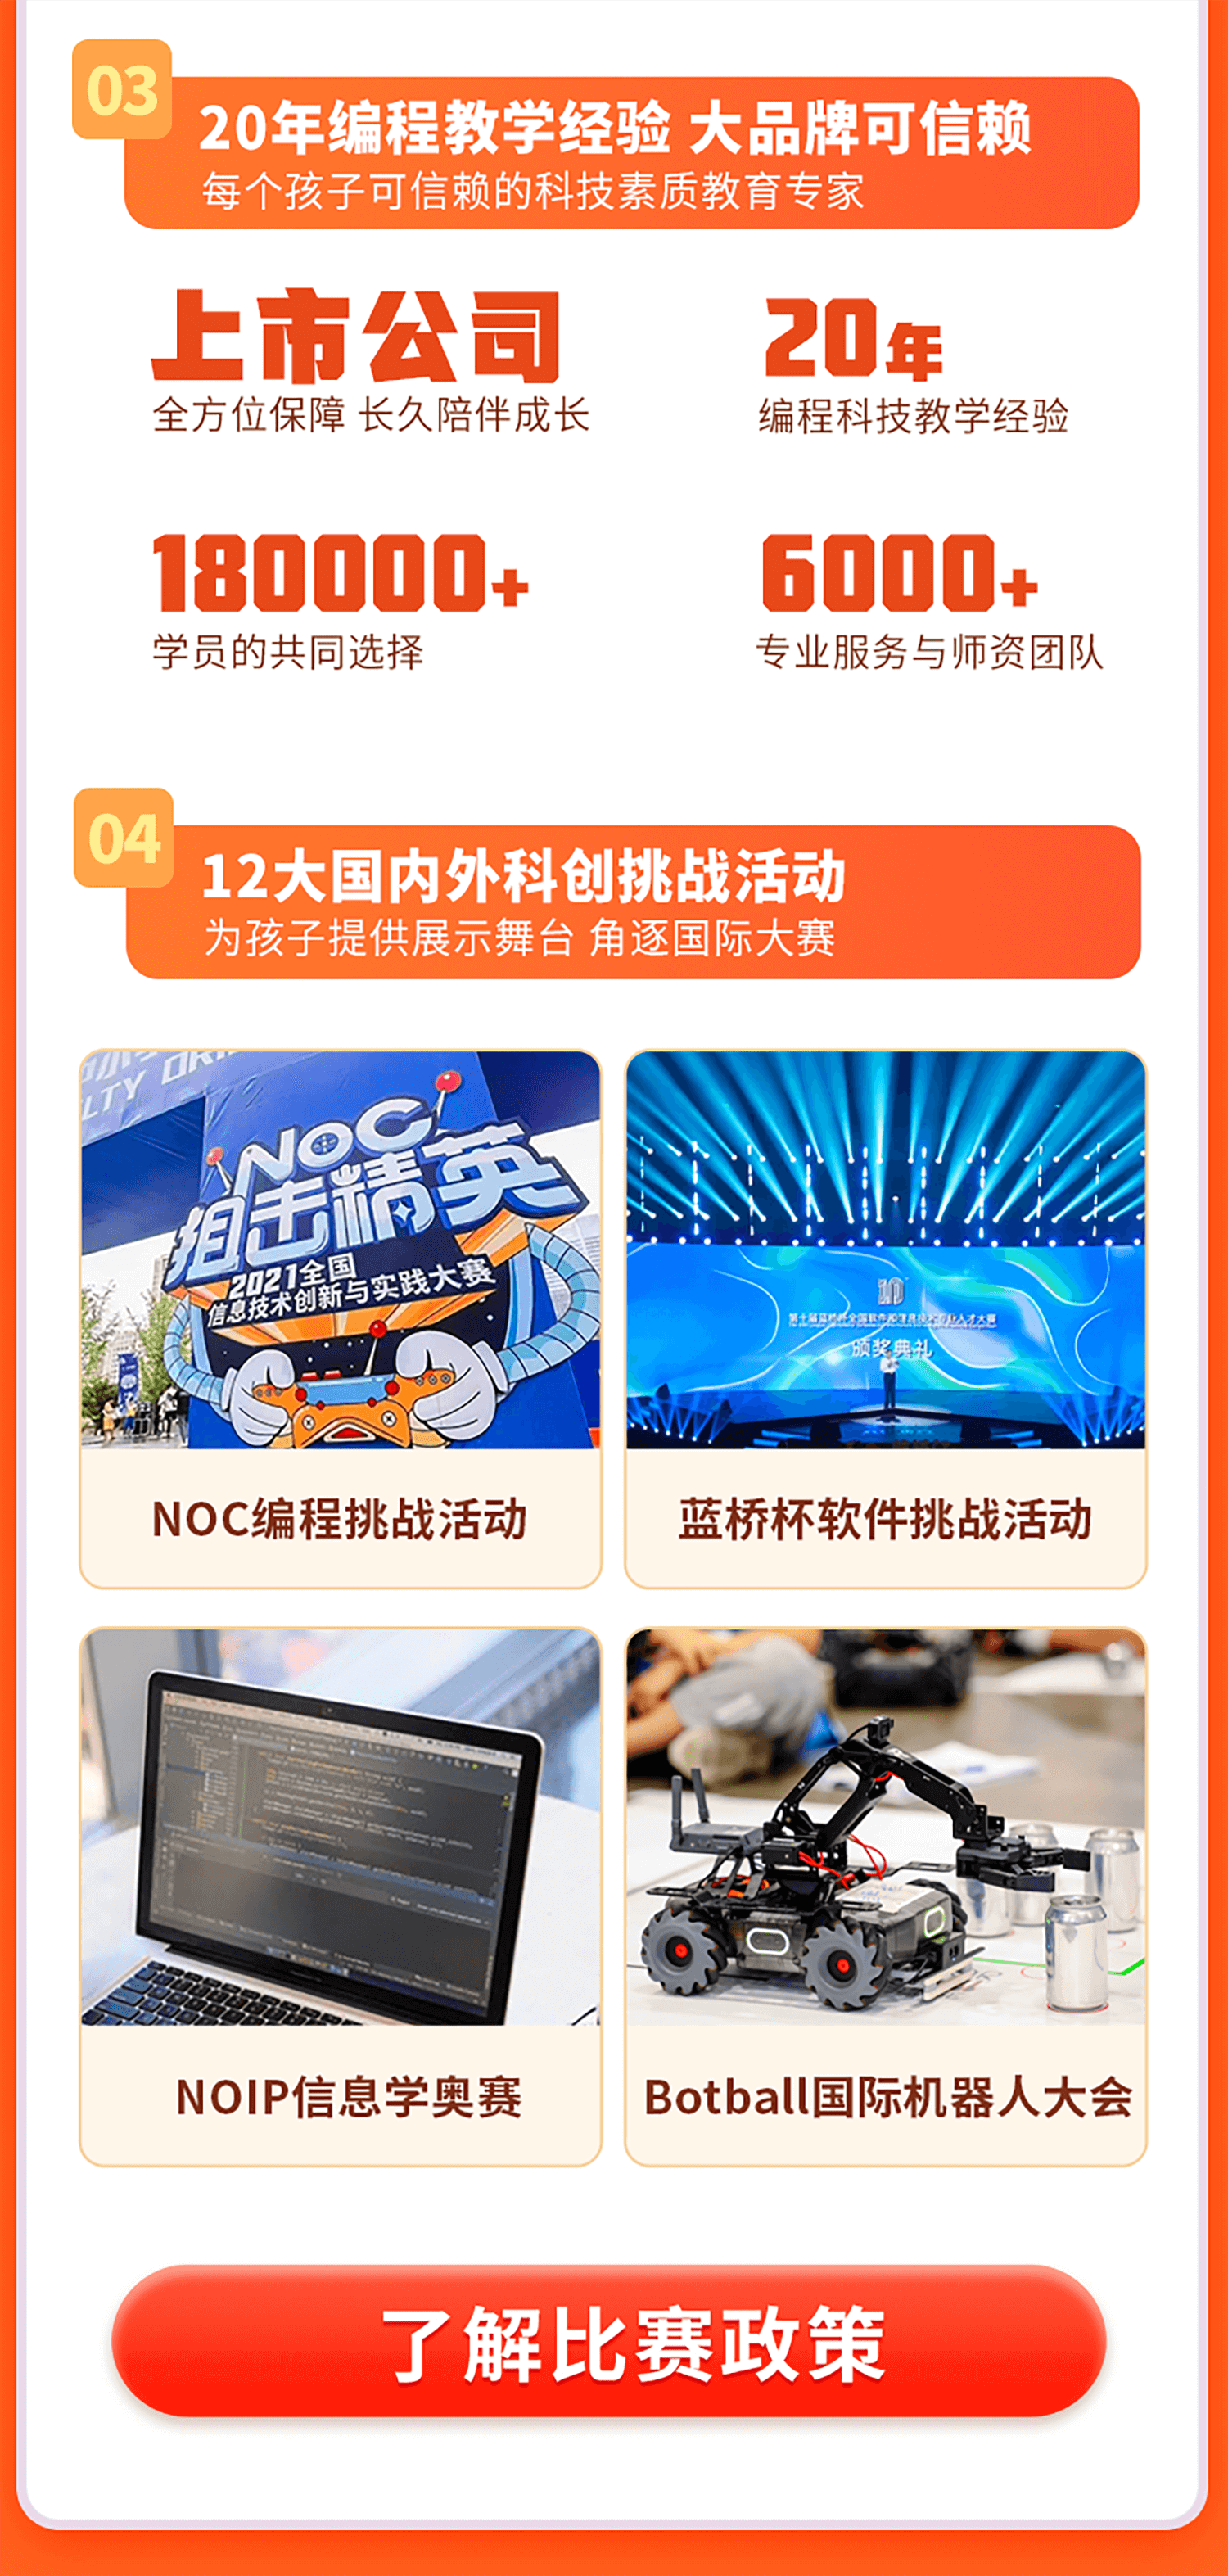 03
20年编程教学经验 大品牌可信赖
每个孩子可信赖的科技素质教育专家
上市公司
全方位保障 长久陪伴成长
20年
编程科技教学经验
180000+
学员的共同选择
6000+
专业服务与师资团队
04
12大国内外科创挑战活动
为孩子提供展示舞台 角逐国际大赛
LTY
NOC
狙击精英
2021全国
信息技术创新与实践大赛
10
第十届蓝桥杯全国软件和信息技术专业人才大赛
颁奖典礼
NOC编程挑战活动
蓝桥杯软件挑战活动
NOIP信息学奥赛
Botball国际机器人大会
了解比赛政策